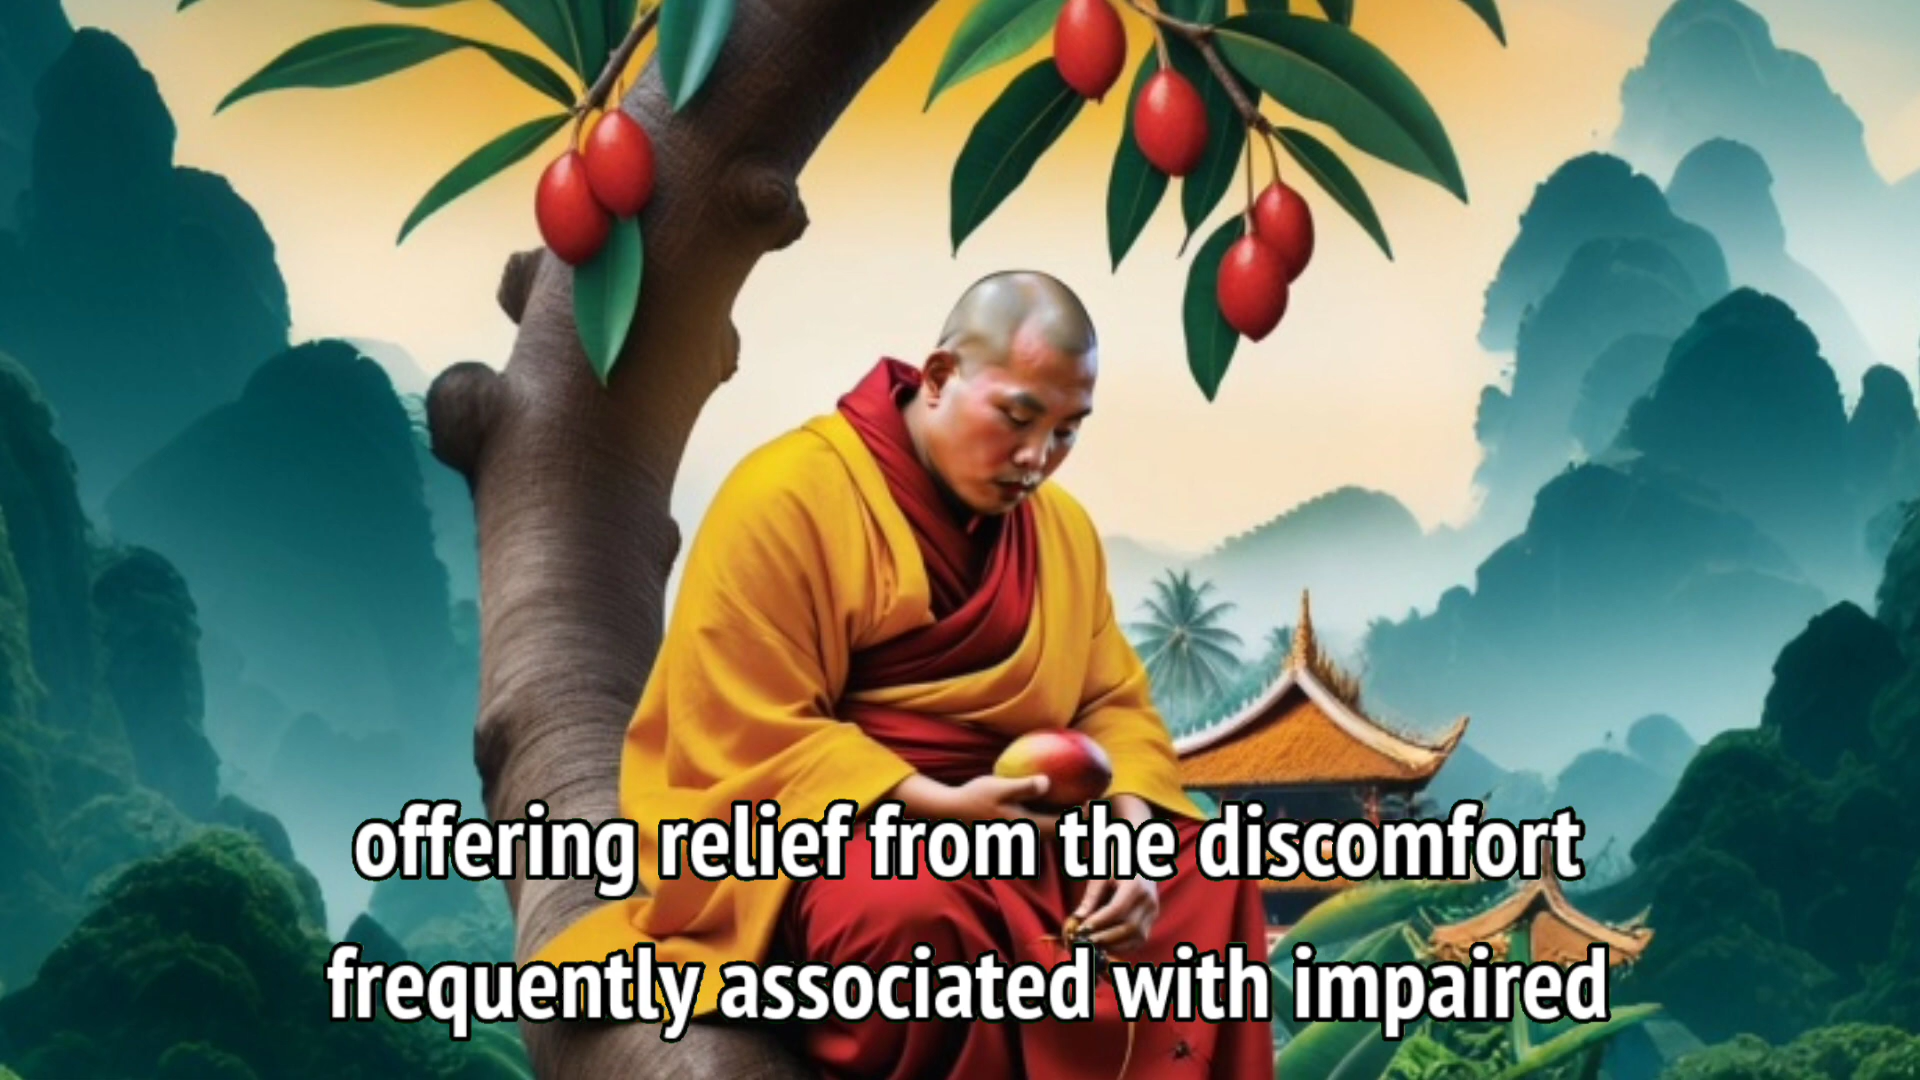 offering relief from the discomfort
frequently associated with impaired